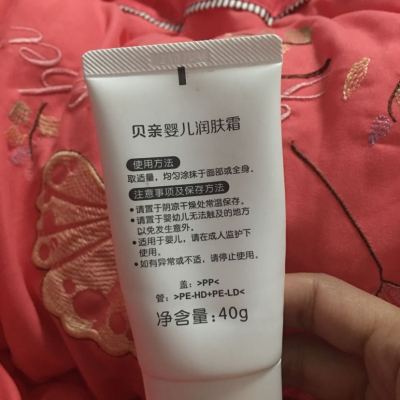 贝亲婴儿润肤霜
使用方法
取适量，均匀涂抹于面部或全身。
注意事项及保存方法
•请置于阴凉干燥处常温保存。
•请置于婴幼儿无法触及的地方
以免发生意外。
•适用于婴儿，请在成人监护下
使用。
•如有异常或不适，请停止使用。
盖：>PP<
管：>PE-HD+PE-LD<
净含量：40g